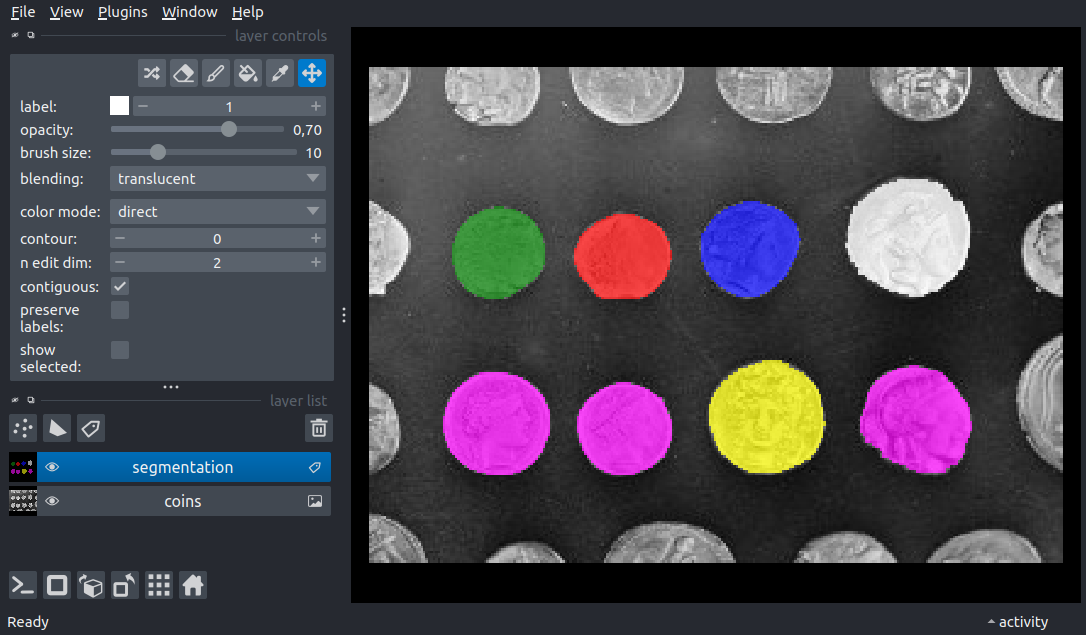 File View Plugins Window Help
layer controls
label: 1
opacity: 0,70
brush size: 10
blending: translucent
color mode: direct
contour: 0
n edit dim: 2
contiguous:
preserve
labels:
show
selected:
layer list
segmentation
coins
Ready
activity